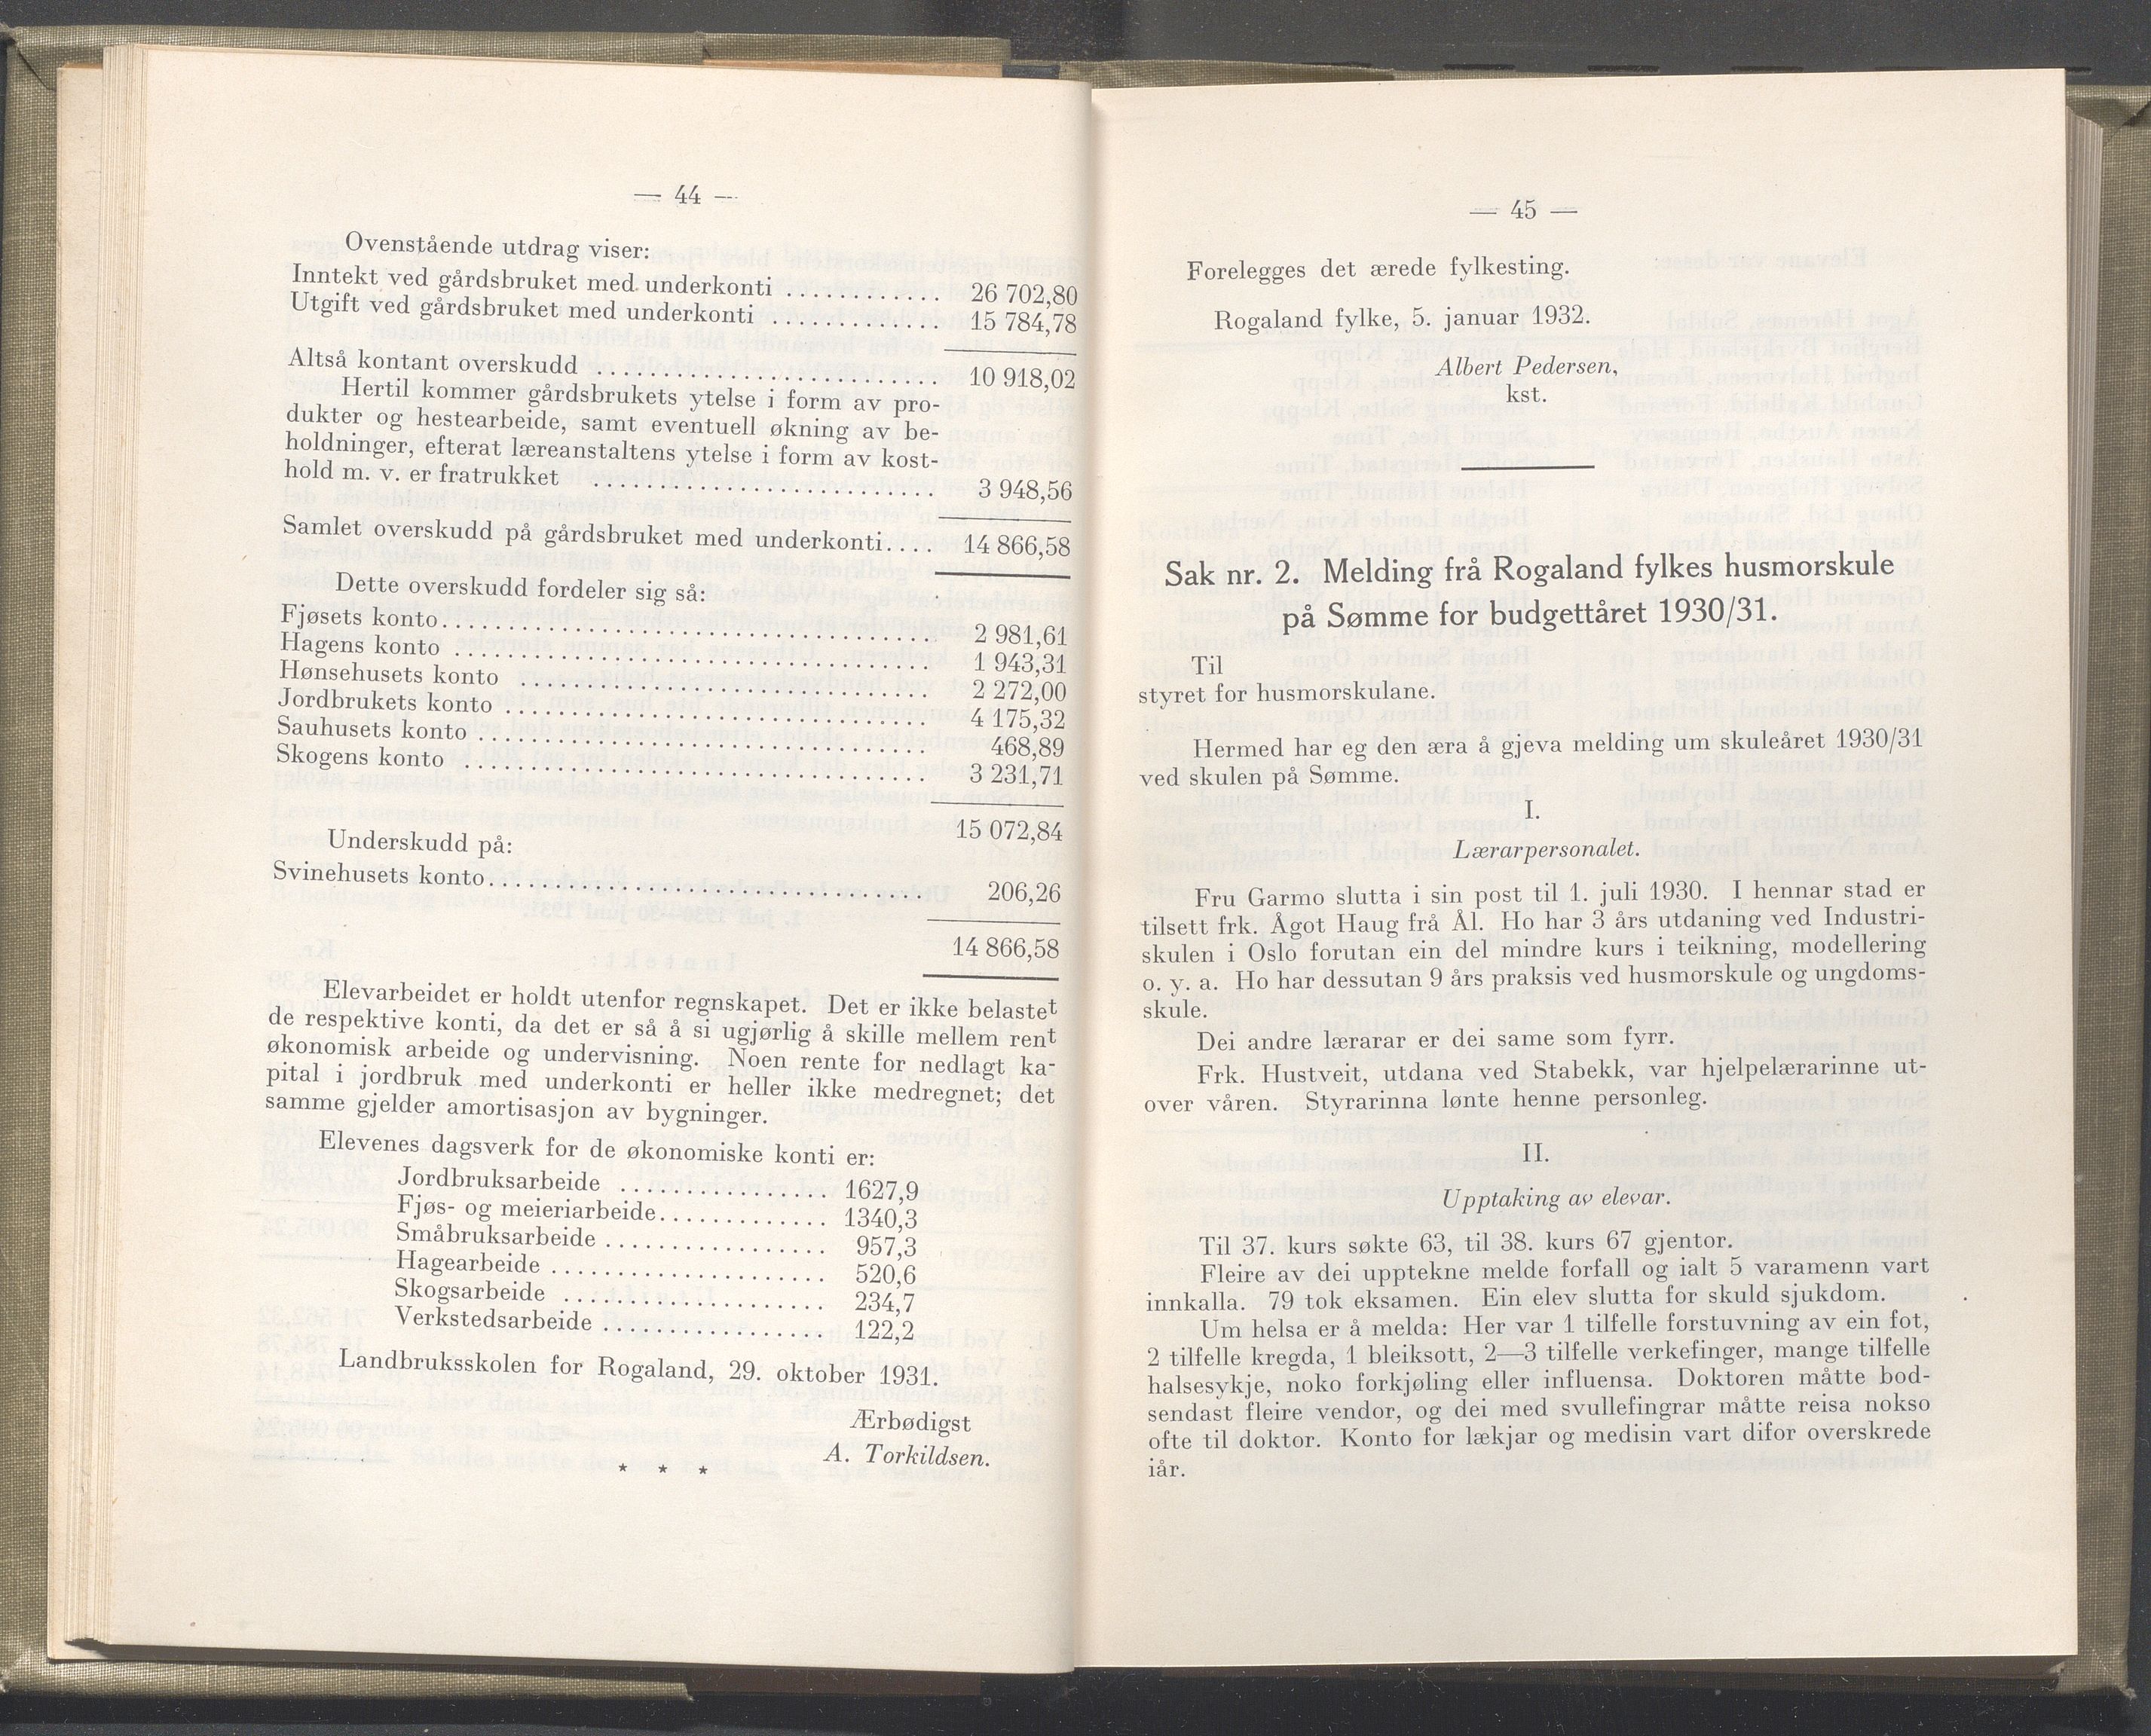 — 44 —
Ovenstående utdrag viser:
Inntekt ved gårdsbruket med underkonti ............ 26 702,80
Utgift ved gårdsbruket med underkonti ............. 15 784,78
Altså kontant overskudd .......................... 10 918,02
Hertil kommer gårdsbrukets ytelse i form av pro-
dukter og hestearbeide, samt eventuell økning av be-
holdninger, efterat læreanstaltens ytelse i form av kost-
hold m. v. er fratrukket .......................... 3 948,56
Samlet overskudd på gårdsbruket med underkonti.... 14 866,58
Dette overskudd fordeler sig så:
Fjøsets konto..................................... 2 981,61
Hagens konto .................................... 1 943,31
Hønsehusets konto ............................... 2 272,00
Jordbrukets konto ................................ 4 175,32
Sauhusets konto .................................. 468,89
Skogens konto ................................... 3 231,71
15 072,84
Underskudd på:
Svinehusets konto................................. 206,26
14 866,58
Elevarbeidet er holdt utenfor regnskapet. Det er ikke belastet
de respektive konti, da det er så å si ugjørlig å skille mellem rent
økonomisk arbeide og undervisning. Noen rente for nedlagt ka-
pital i jordbruk med underkonti er heller ikke medregnet; det
samme gjelder amortisasjon av bygninger.
Elevenes dagsverk for de økonomiske konti er:
Jordbruksarbeide ................ 1627,9
Fjøs- og meieriarbeide............. 1340,3
Småbruksarbeide ................. 957,3
Hagearbeide ..................... 520,6
Skogsarbeide .................... 234,7
Verkstedsarbeide ................. 122,2
Landbruksskolen for Rogaland, 29. oktober 1931.
Ærbødigst
A. Torkildsen.
* * *
— 45 —
Forelegges det ærede fylkesting.
Rogaland fylke, 5. januar 1932.
Albert Pedersen,
kst.
Sak nr. 2. Melding frå Rogaland fylkes husmorskule
på Sømme for budgettåret 1930/31.
Til
styret for husmorskulane.
Hermed har eg den æra å gjeva melding um skuleåret 1930/31
ved skulen på Sømme.
I.
Lærarpersonalet.
Fru Garmo slutta i sin post til 1. juli 1930. I hennar stad er
tilsett frk. Ågot Haug frå Ål. Ho har 3 års utdaning ved Industri-
skulen i Oslo forutan ein del mindre kurs i teikning, modellering
o. y. a. Ho har dessutan 9 års praksis ved husmorskule og ungdoms-
skule.
Dei andre lærarar er dei same som fyrr.
Frk. Hustveit, utdana ved Stabekk, var hjelpelærarinne ut-
over våren. Styrarinna lønte henne personleg.
II.
Upptaking av elevar.
Til 37. kurs søkte 63, til 38. kurs 67 gjentor.
Fleire av dei upptekne melde forfall og ialt 5 varamenn vart
innkalla. 79 tok eksamen. Ein elev slutta for skuld sjukdom.
Um helsa er å melda: Her var 1 tilfelle forstuvning av ein fot,
2 tilfelle kregda, 1 bleiksott, 2—3 tilfelle verkefinger, mange tilfelle
halsesykje, noko forkjøling eller influensa. Doktoren måtte bod-
sendast fleire vendor, og dei med svullefingrar måtte reisa nokso
ofte til doktor. Konto for lækjar og medisin vart difor overskrede
iår.